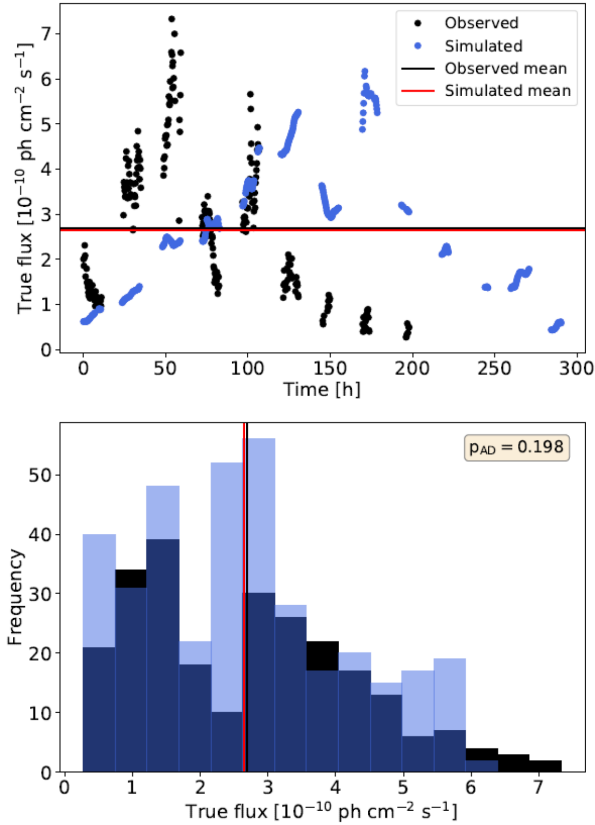 Observed
Simulated
Observed mean
Simulated mean
7
6
5
4
3
2
1
0
True flux [10⁻¹⁰ ph cm⁻² s⁻¹]
0 50 100 150 200 250 300
Time [h]
p_AD = 0.198
50
40
30
20
10
0
Frequency
0 1 2 3 4 5 6 7
True flux [10⁻¹⁰ ph cm⁻² s⁻¹]